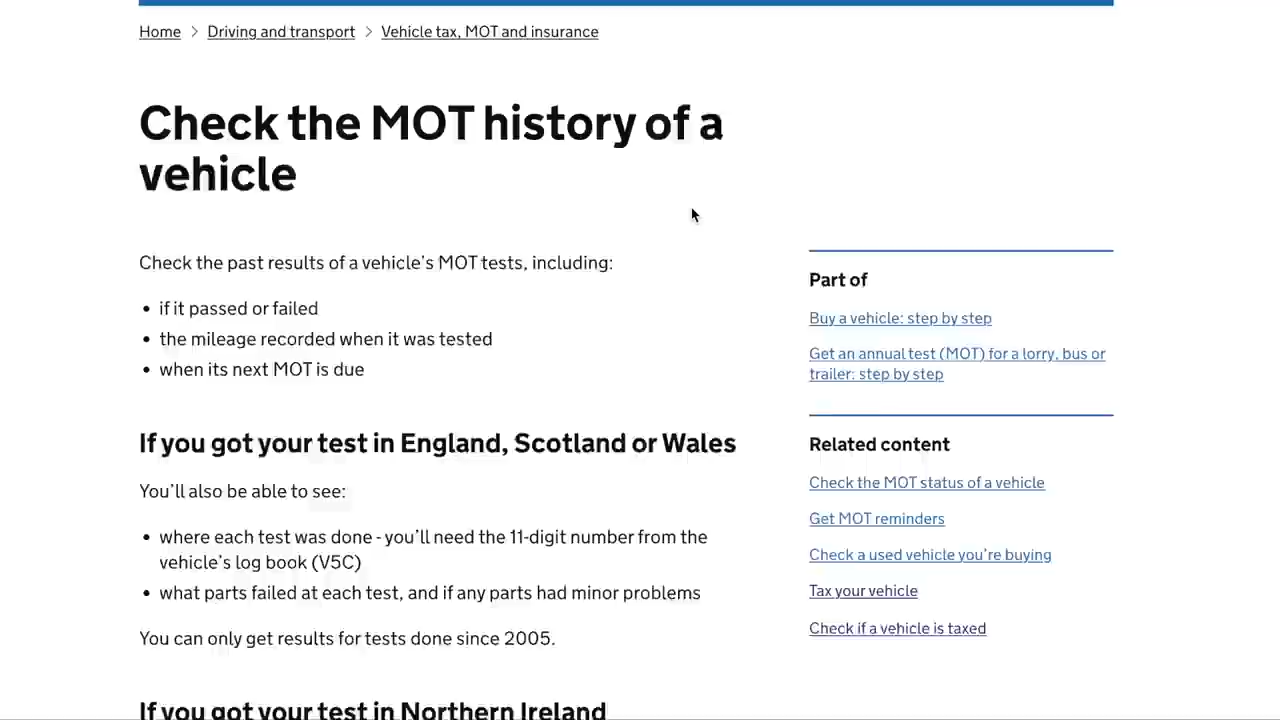 Home > Driving and transport > Vehicle tax, MOT and insurance
Check the MOT history of a
vehicle
Check the past results of a vehicle's MOT tests, including:
• if it passed or failed
• the mileage recorded when it was tested
• when its next MOT is due
If you got your test in England, Scotland or Wales
You'll also be able to see:
• where each test was done - you'll need the 11-digit number from the
vehicle's log book (V5C)
• what parts failed at each test, and if any parts had minor problems
You can only get results for tests done since 2005.
If you got your test in Northern Ireland
Part of
Buy a vehicle: step by step
Get an annual test (MOT) for a lorry, bus or
trailer: step by step
Related content
Check the MOT status of a vehicle
Get MOT reminders
Check a used vehicle you're buying
Tax your vehicle
Check if a vehicle is taxed